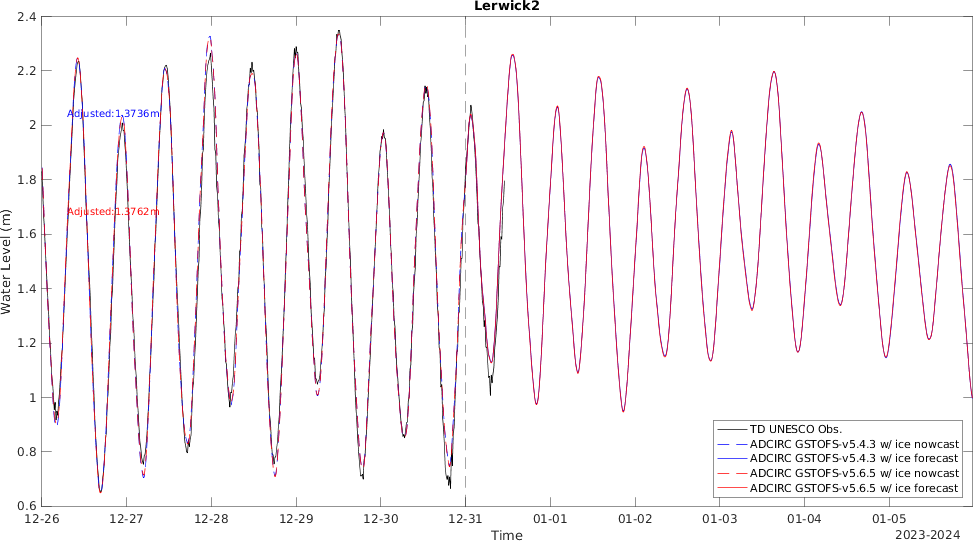 Lerwick2
2.4
2.2
2
1.8
1.6
1.4
1.2
1
0.8
0.6
Water Level (m)
Adjusted:1.3736m
Adjusted:1.3762m
TD UNESCO Obs.
ADCIRC GSTOFS-v5.4.3 w/ ice nowcast
ADCIRC GSTOFS-v5.4.3 w/ ice forecast
ADCIRC GSTOFS-v5.6.5 w/ ice nowcast
ADCIRC GSTOFS-v5.6.5 w/ ice forecast
12-26 12-27 12-28 12-29 12-30 12-31 01-01 01-02 01-03 01-04 01-05
Time
2023-2024